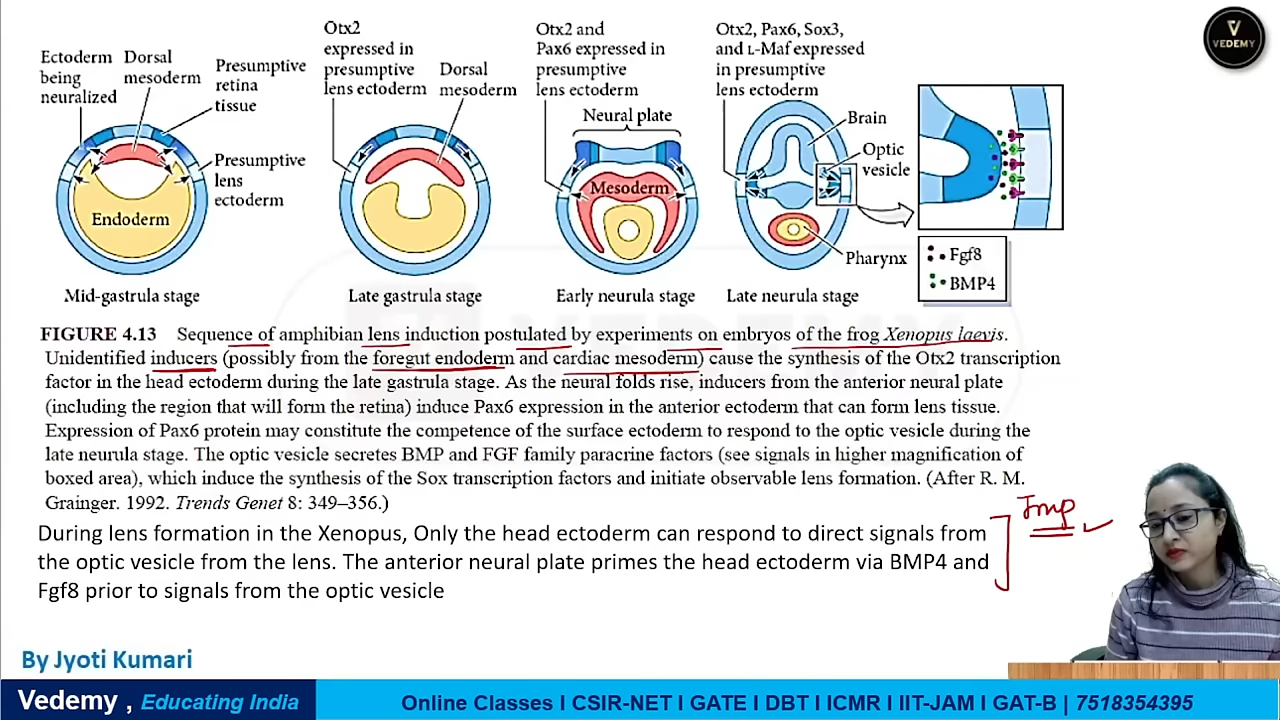 Ectoderm
being
neuralized
Dorsal
mesoderm
Presumptive
retina
tissue
Presumptive
lens
ectoderm
Endoderm
Mid-gastrula stage
Otx2
expressed in
presumptive
lens ectoderm
Dorsal
mesoderm
Late gastrula stage
Otx2 and
Pax6 expressed in
presumptive
lens ectoderm
Neural plate
Mesoderm
Early neurula stage
Otx2, Pax6, Sox3,
and L-Maf expressed
in presumptive
lens ectoderm
Brain
Optic
vesicle
Pharynx
Late neurula stage
Fgf8
BMP4
VEDEMY
FIGURE 4.13 Sequence of amphibian lens induction postulated by experiments on embryos of the frog Xenopus laevis.
Unidentified inducers (possibly from the foregut endoderm and cardiac mesoderm) cause the synthesis of the Otx2 transcription
factor in the head ectoderm during the late gastrula stage. As the neural folds rise, inducers from the anterior neural plate
(including the region that will form the retina) induce Pax6 expression in the anterior ectoderm that can form lens tissue.
Expression of Pax6 protein may constitute the competence of the surface ectoderm to respond to the optic vesicle during the
late neurula stage. The optic vesicle secretes BMP and FGF family paracrine factors (see signals in higher magnification of
boxed area), which induce the synthesis of the Sox transcription factors and initiate observable lens formation. (After R. M.
Grainger. 1992. Trends Genet 8: 349–356.)
During lens formation in the Xenopus, Only the head ectoderm can respond to direct signals from
the optic vesicle from the lens. The anterior neural plate primes the head ectoderm via BMP4 and
Fgf8 prior to signals from the optic vesicle
Imp
By Jyoti Kumari
Vedemy , Educating India
Online Classes I CSIR-NET I GATE I DBT I ICMR I IIT-JAM I GAT-B | 7518354395
VEDEMY